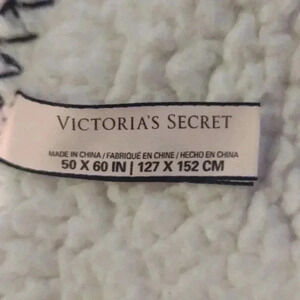 VICTORIA'S SECRET
MADE IN CHINA / FABRIQUÉ EN CHINE / HECHO EN CHINA
50 X 60 IN | 127 X 152 CM